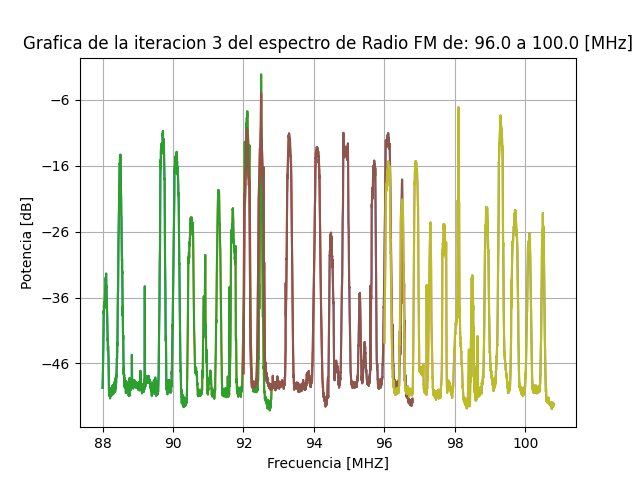 Grafica de la iteracion 3 del espectro de Radio FM de: 96.0 a 100.0 [MHz]
Potencia [dB]
−6
−16
−26
−36
−46
88 90 92 94 96 98 100
Frecuencia [MHZ]